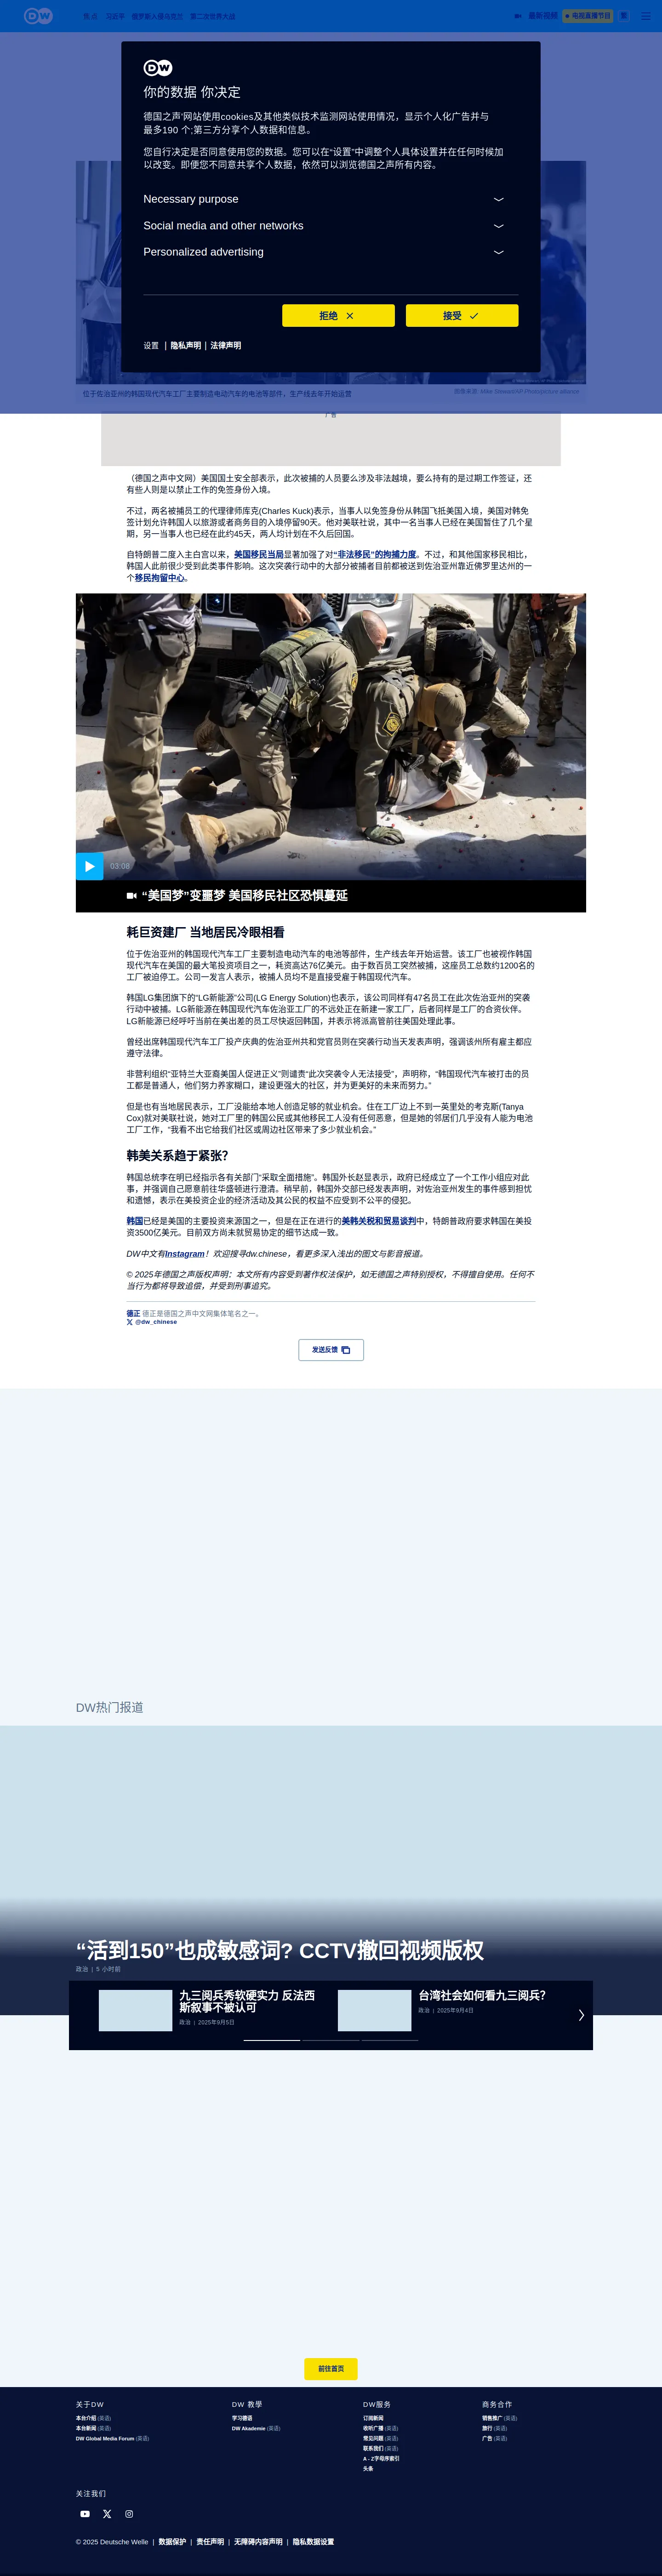 DW
焦点
习近平
俄罗斯入侵乌克兰
第二次世界大战
最新视频
电视直播节目
DW
你的数据 你决定
德国之声'网站使用cookies及其他类似技术监测网站使用情况，显示个人化广告并与
最多190 个;第三方分享个人数据和信息。
您自行决定是否同意使用您的数据。您可以在“设置”中调整个人具体设置并在任何时候加
以改变。即便您不同意共享个人数据，依然可以浏览德国之声所有内容。
Necessary purpose
Social media and other networks
Personalized advertising
拒绝
接受
设置 | 隐私声明 | 法律声明
位于佐治亚州的韩国现代汽车工厂主要制造电动汽车的电池等部件，生产线去年开始运营
广告
（德国之声中文网）美国国土安全部表示，此次被捕的人员要么涉及非法越境，要么持有的是过期工作签证，还
有些人则是以禁止工作的免签身份入境。
不过，两名被捕员工的代理律师库克(Charles Kuck)表示，当事人以免签身份从韩国飞抵美国入境，美国对韩免
签计划允许韩国人以旅游或者商务目的入境停留90天。他对美联社说，其中一名当事人已经在美国暂住了几个星
期，另一当事人也已经在此约45天，两人均计划在不久后回国。
自特朗普二度入主白宫以来，美国移民当局显著加强了对“非法移民”的拘捕力度。不过，和其他国家移民相比，
韩国人此前很少受到此类事件影响。这次突袭行动中的大部分被捕者目前都被送到佐治亚州靠近佛罗里达州的一
个移民拘留中心。
03:08
“美国梦”变噩梦 美国移民社区恐惧蔓延
耗巨资建厂 当地居民冷眼相看
位于佐治亚州的韩国现代汽车工厂主要制造电动汽车的电池等部件，生产线去年开始运营。该工厂也被视作韩国
现代汽车在美国的最大笔投资项目之一，耗资高达76亿美元。由于数百员工突然被捕，这座员工总数约1200名的
工厂被迫停工。公司一发言人表示，被捕人员均不是直接受雇于韩国现代汽车。
韩国LG集团旗下的“LG新能源”公司(LG Energy Solution)也表示，该公司同样有47名员工在此次佐治亚州的突袭
行动中被捕。LG新能源在韩国现代汽车佐治亚工厂的不远处正在新建一家工厂，后者同样是工厂的合资伙伴。
LG新能源已经呼吁当前在美出差的员工尽快返回韩国，并表示将派高管前往美国处理此事。
曾经出席韩国现代汽车工厂投产庆典的佐治亚州共和党官员则在突袭行动当天发表声明，强调该州所有雇主都应
遵守法律。
非营利组织“亚特兰大亚裔美国人促进正义”则谴责“此次突袭令人无法接受”，声明称，“韩国现代汽车被打击的员
工都是普通人，他们努力养家糊口，建设更强大的社区，并为更美好的未来而努力。”
但是也有当地居民表示，工厂没能给本地人创造足够的就业机会。住在工厂边上不到一英里处的考克斯(Tanya
Cox)就对美联社说，她对工厂里的韩国公民或其他移民工人没有任何恶意，但是她的邻居们几乎没有人能为电池
工厂工作，“我看不出它给我们社区或周边社区带来了多少就业机会。”
韩美关系趋于紧张？
韩国总统李在明已经指示各有关部门“采取全面措施”。韩国外长赵显表示，政府已经成立了一个工作小组应对此
事，并强调自己愿意前往华盛顿进行澄清。稍早前，韩国外交部已经发表声明，对佐治亚州发生的事件感到担忧
和遗憾，表示在美投资企业的经济活动及其公民的权益不应受到不公平的侵犯。
韩国已经是美国的主要投资来源国之一，但是在正在进行的美韩关税和贸易谈判中，特朗普政府要求韩国在美投
资3500亿美元。目前双方尚未就贸易协定的细节达成一致。
DW中文有Instagram！欢迎搜寻dw.chinese，看更多深入浅出的图文与影音报道。
© 2025年德国之声版权声明：本文所有内容受到著作权法保护，如无德国之声特别授权，不得擅自使用。任何不
当行为都将导致追偿，并受到刑事追究。
德正 德正是德国之声中文网集体笔名之一。
@dw_chinese
发送反馈
DW热门报道
“活到150”也成敏感词？CCTV撤回视频版权
政治 | 5 小时前
九三阅兵秀软硬实力 反法西
斯叙事不被认可
政治 | 2025年9月5日
台湾社会如何看九三阅兵？
政治 | 2025年9月4日
前往首页
关于DW
本台介绍 (英语)
本台新闻 (英语)
DW Global Media Forum (英语)
DW 教學
学习德语
DW Akademie (英语)
DW服务
订阅新闻
收听广播 (英语)
常见问题 (英语)
联系我们 (英语)
A - Z字母序索引
头条
商务合作
销售推广 (英语)
旅行 (英语)
广告 (英语)
关注我们
© 2025 Deutsche Welle | 数据保护 | 责任声明 | 无障碍内容声明 | 隐私数据设置